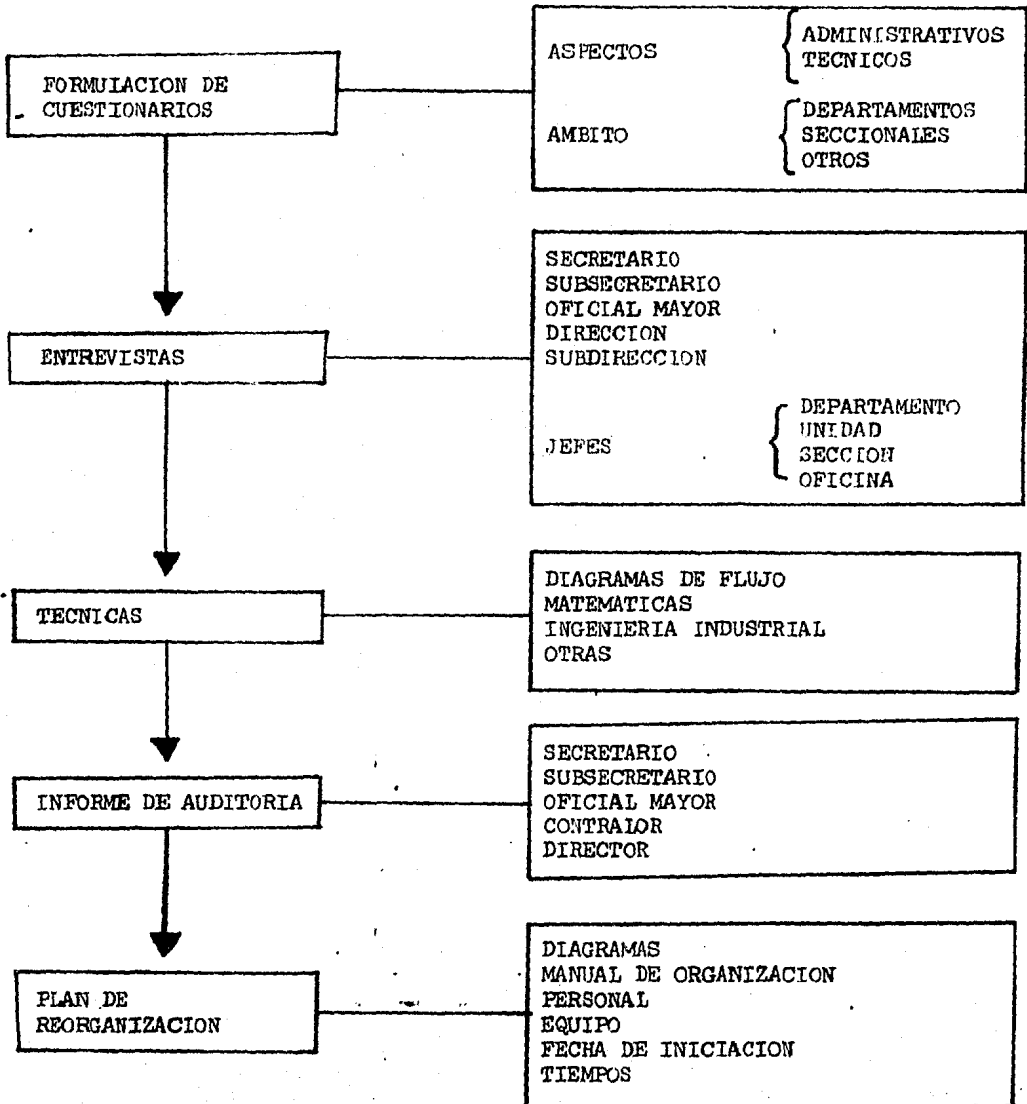 FORMULACION DE
CUESTIONARIOS
ASPECTOS
ADMINISTRATIVOS
TECNICOS
AMBITO
DEPARTAMENTOS
SECCIONALES
OTROS
ENTREVISTAS
SECRETARIO
SUBSECRETARIO
OFICIAL MAYOR
DIRECCION
SUBDIRECCION
JEFES
DEPARTAMENTO
UNIDAD
SECCION
OFICINA
TECNICAS
DIAGRAMAS DE FLUJO
MATEMATICAS
INGENIERIA INDUSTRIAL
OTRAS
INFORME DE AUDITORIA
SECRETARIO
SUBSECRETARIO
OFICIAL MAYOR
CONTRALOR
DIRECTOR
PLAN DE
REORGANIZACION
DIAGRAMAS
MANUAL DE ORGANIZACION
PERSONAL
EQUIPO
FECHA DE INICIACION
TIEMPOS